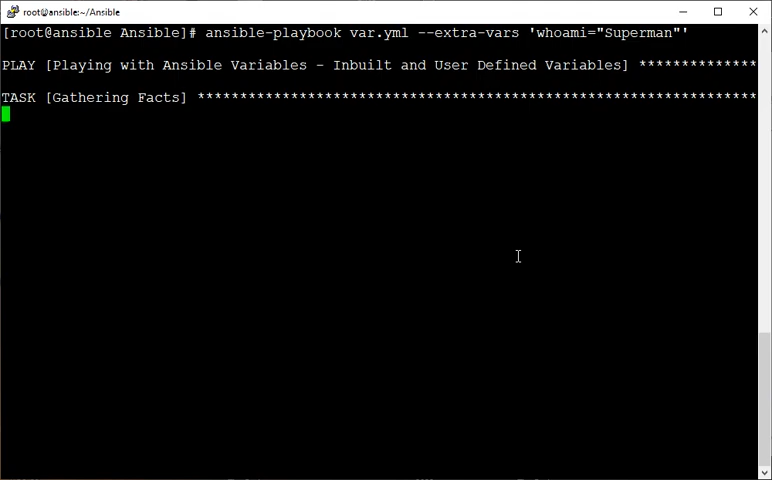 root@ansible:~/Ansible
[root@ansible Ansible]# ansible-playbook var.yml --extra-vars 'whoami="Superman"'
PLAY [Playing with Ansible Variables - Inbuilt and User Defined Variables] **************
TASK [Gathering Facts] ******************************************************************